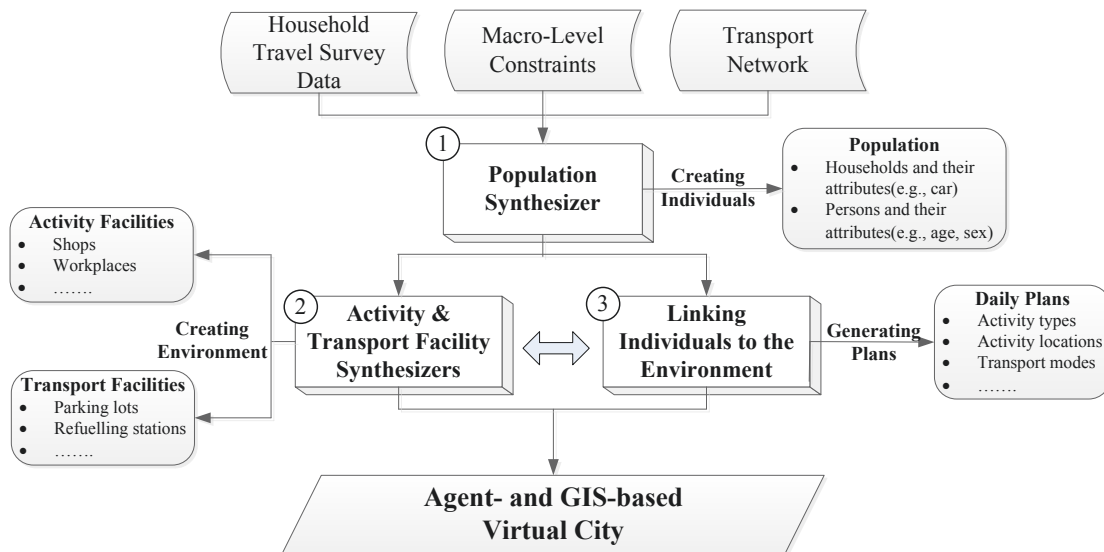 Household
Travel Survey
Data
Macro-Level
Constraints
Transport
Network
1
Population
Synthesizer
Creating
Individuals
Population
• Households and their
attributes(e.g., car)
• Persons and their
attributes(e.g., age, sex)
Activity Facilities
• Shops
• Workplaces
• …….
Creating
Environment
Transport Facilities
• Parking lots
• Refuelling stations
• …….
2
Activity &
Transport Facility
Synthesizers
3
Linking
Individuals to the
Environment
Generating
Plans
Daily Plans
• Activity types
• Activity locations
• Transport modes
• …….
Agent- and GIS-based
Virtual City